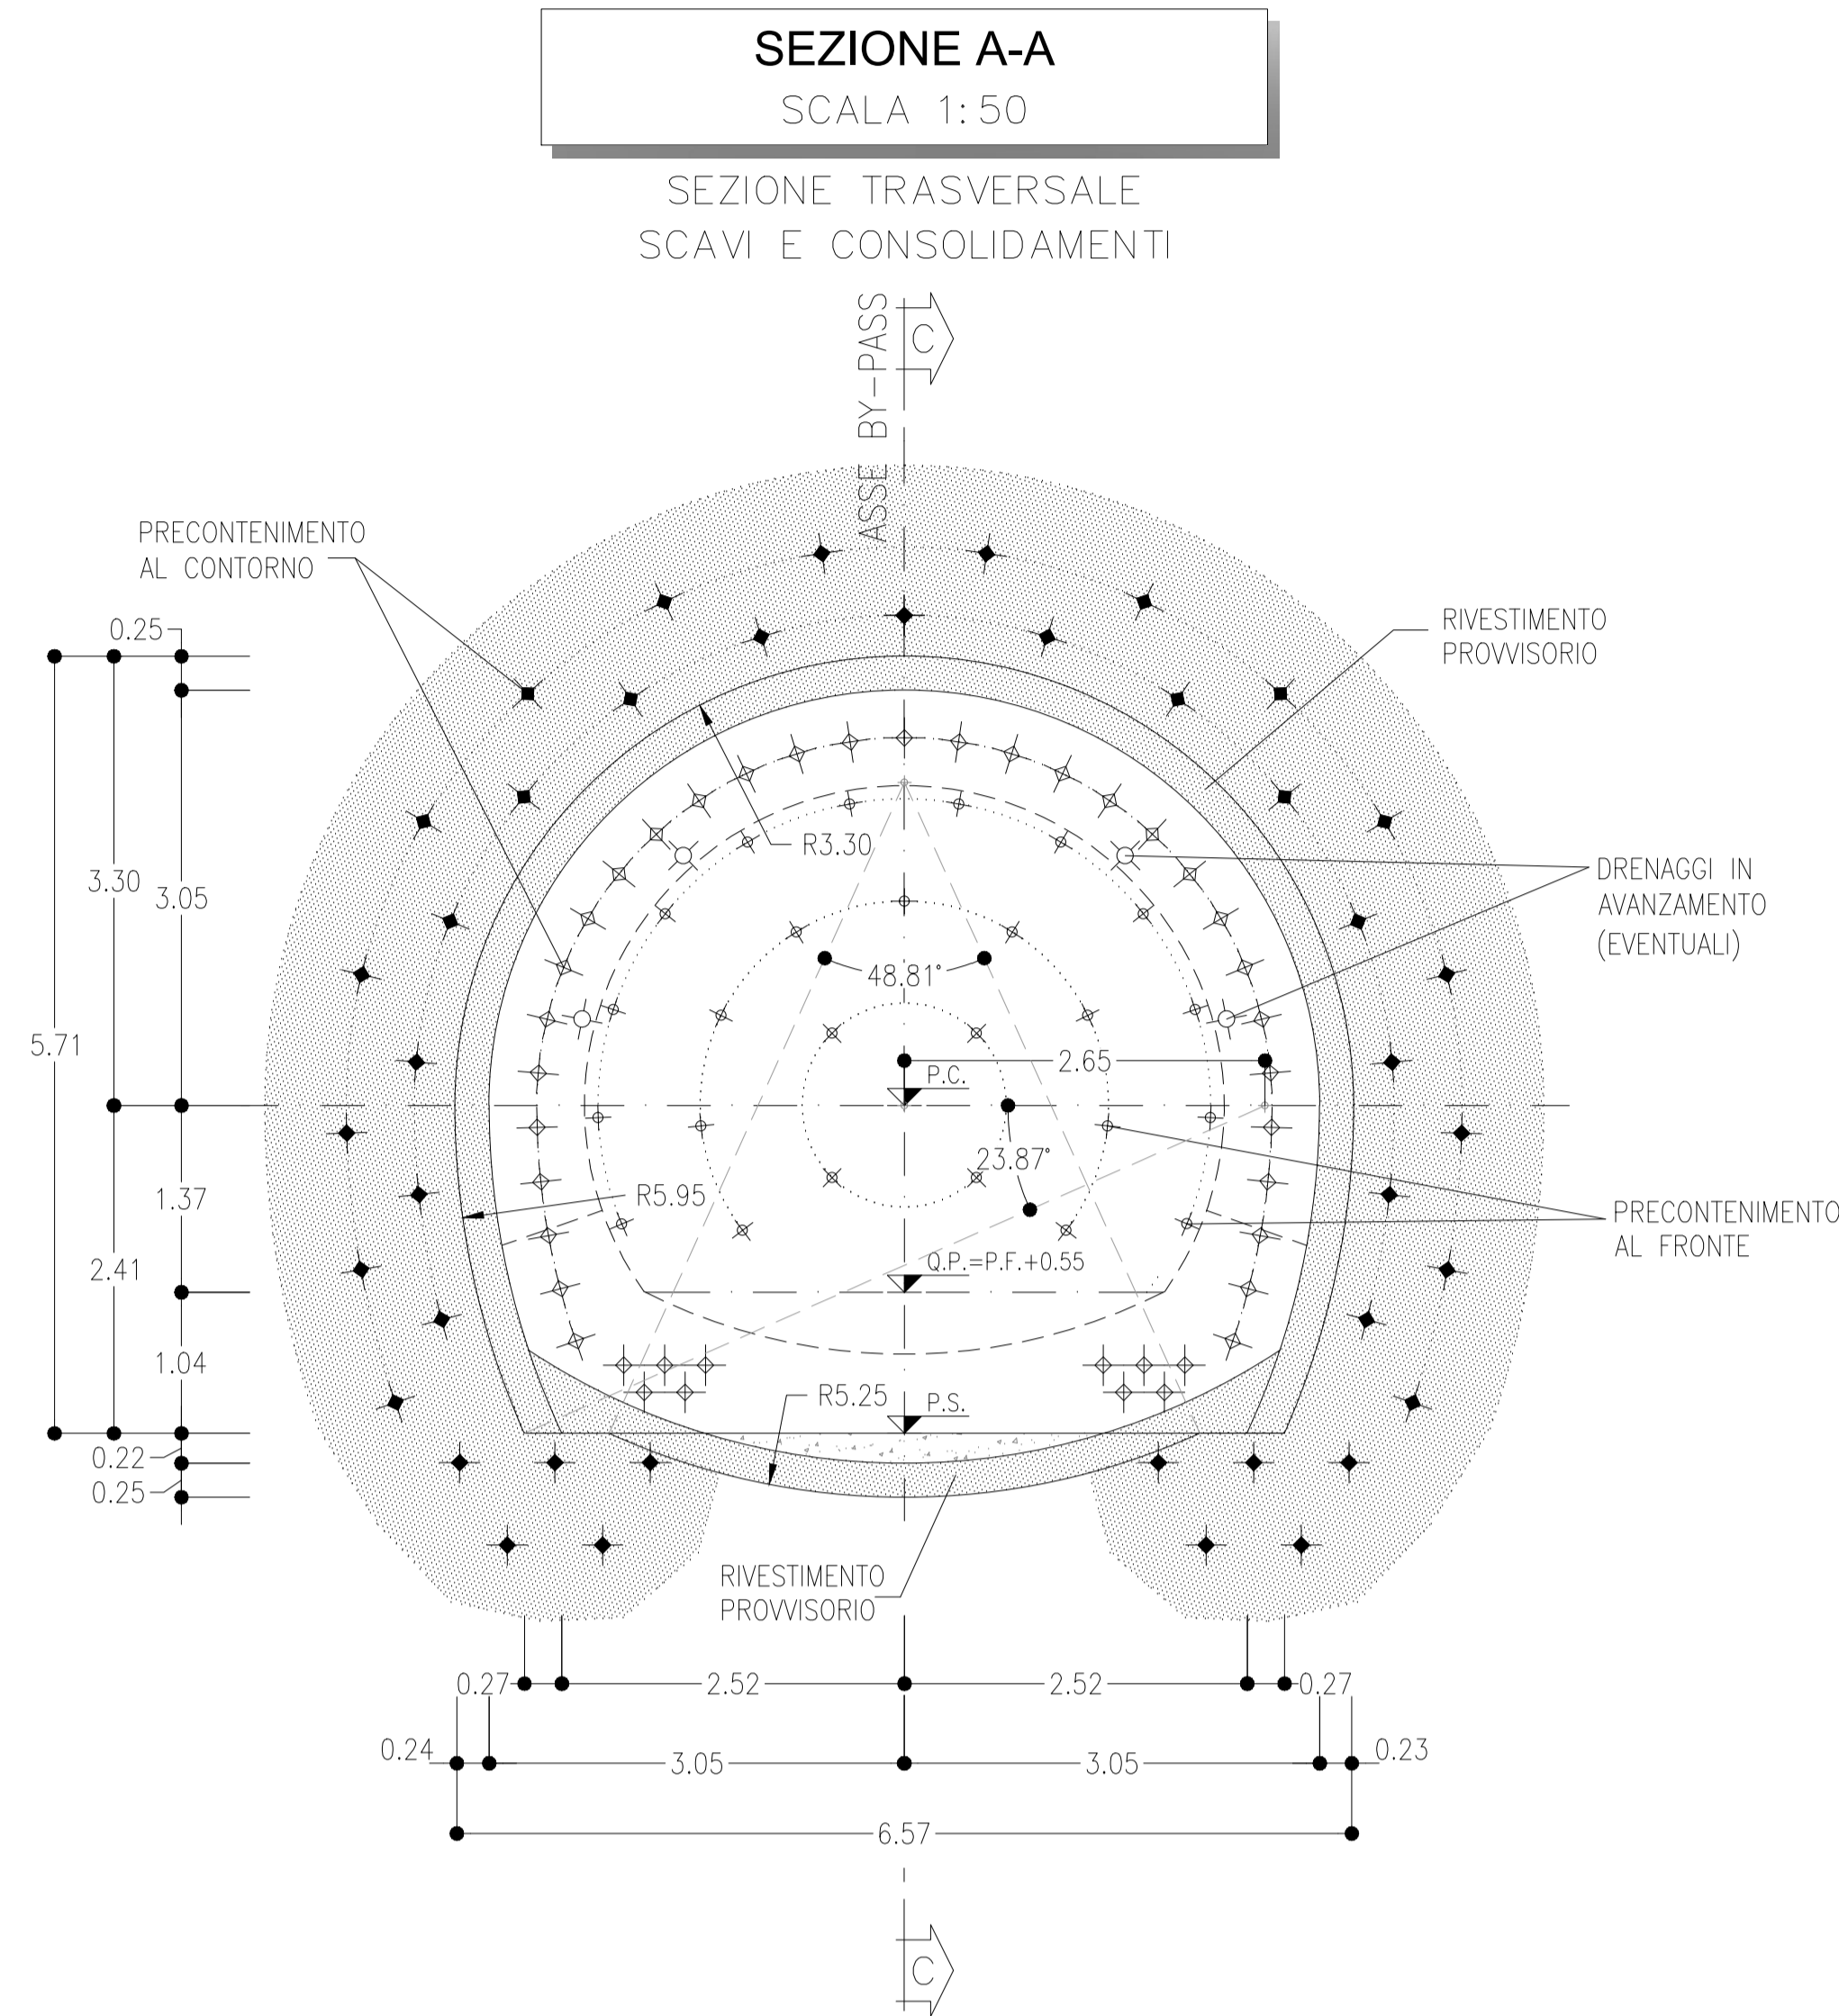 SEZIONE A-A
SCALA 1:50
SEZIONE TRASVERSALE
SCAVI E CONSOLIDAMENTI
ASSE BY-PASS
C
PRECONTENIMENTO
AL CONTORNO
RIVESTIMENTO
PROVVISORIO
0.25
R3.30
3.30
3.05
DRENAGGI IN
AVANZAMENTO
(EVENTUALI)
48.81°
5.71
2.65
P.C.
23.87°
1.37
R5.95
PRECONTENIMENTO
AL FRONTE
Q.P.=P.F.+0.55
2.41
1.04
R5.25
P.S.
0.22
0.25
RIVESTIMENTO
PROVVISORIO
0.27
2.52
2.52
0.27
0.24
3.05
3.05
0.23
6.57
C